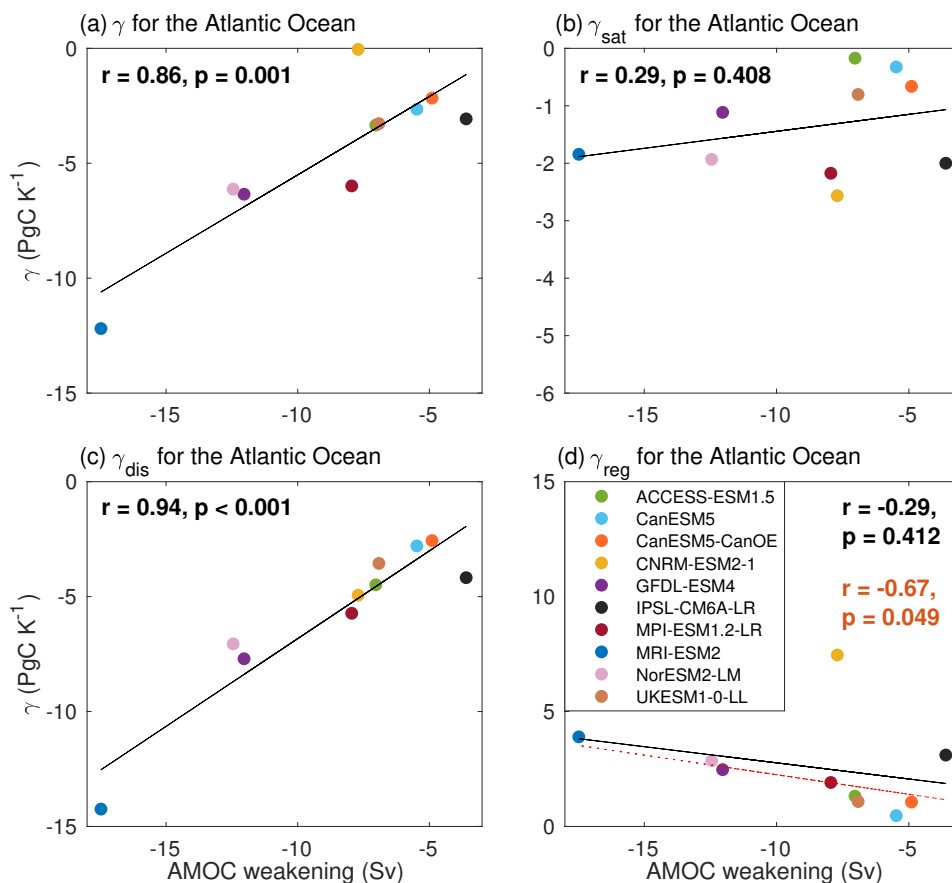 (a) γ for the Atlantic Ocean
r = 0.86, p = 0.001
0
-5
-10
-15
-15
-10
-5
γ (PgC K⁻¹)
(b) γsat for the Atlantic Ocean
r = 0.29, p = 0.408
0
-1
-2
-3
-4
-5
-6
-15
-10
-5
(c) γdis for the Atlantic Ocean
r = 0.94, p < 0.001
0
-5
-10
-15
-15
-10
-5
γ (PgC K⁻¹)
AMOC weakening (Sv)
(d) γreg for the Atlantic Ocean
15
10
5
0
ACCESS-ESM1.5
CanESM5
CanESM5-CanOE
CNRM-ESM2-1
GFDL-ESM4
IPSL-CM6A-LR
MPI-ESM1.2-LR
MRI-ESM2
NorESM2-LM
UKESM1-0-LL
r = -0.29,
p = 0.412
r = -0.67,
p = 0.049
-15
-10
-5
AMOC weakening (Sv)